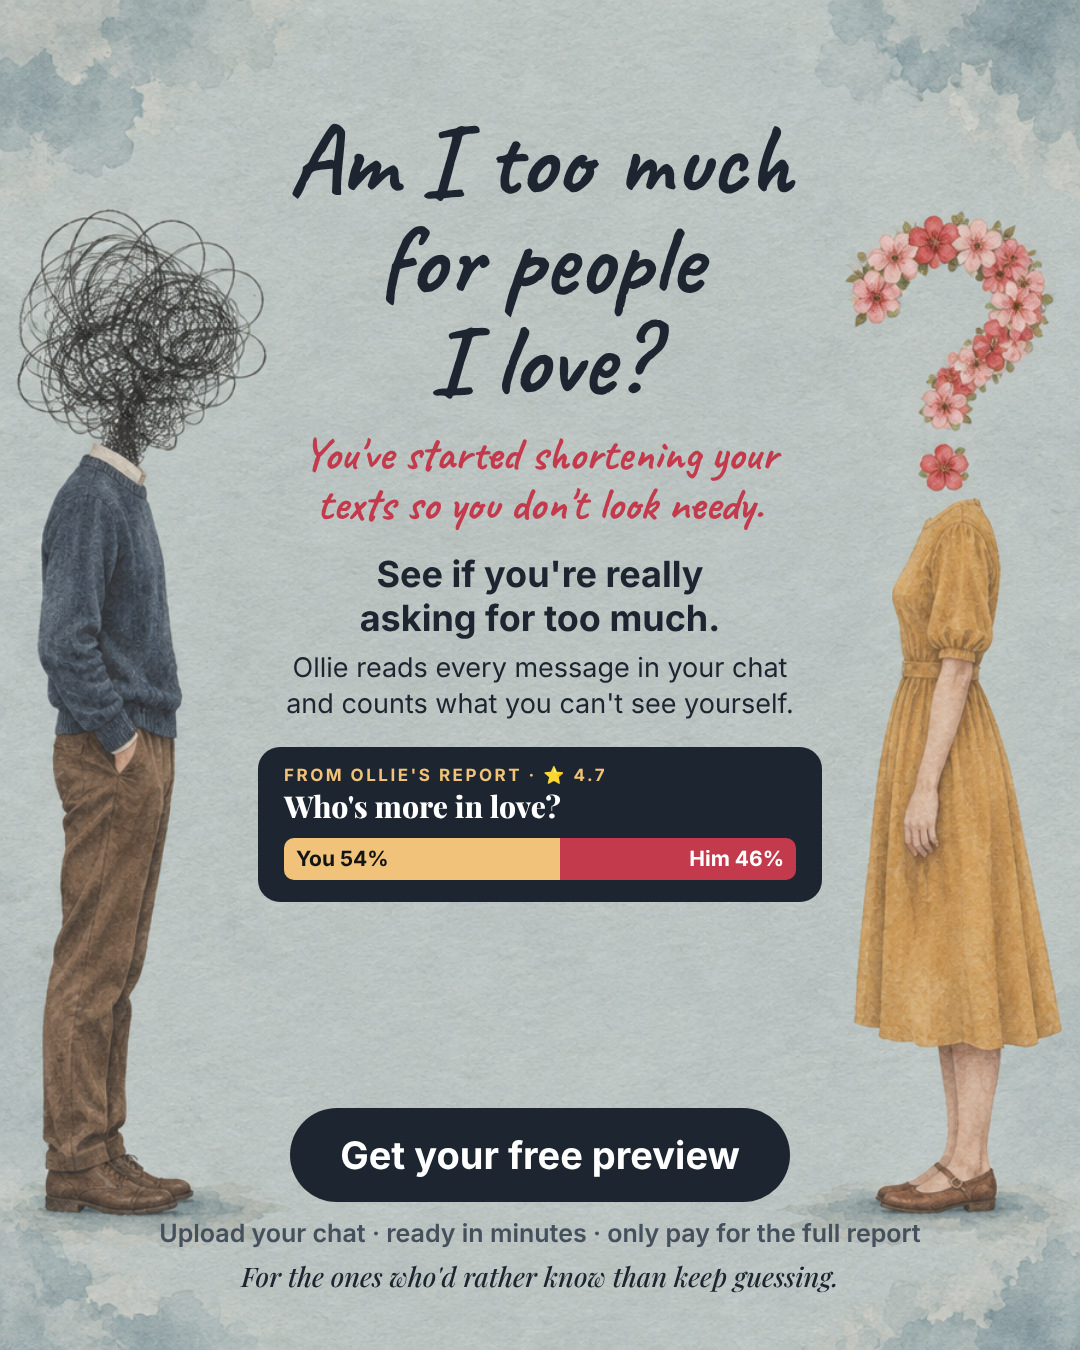 Am I too much
for people
I love?
You've started shortening your
texts so you don't look needy.
See if you're really
asking for too much.
Ollie reads every message in your chat
and counts what you can't see yourself.
FROM OLLIE'S REPORT · ⭐ 4.7
Who's more in love?
You 54% Him 46%
Get your free preview
Upload your chat · ready in minutes · only pay for the full report
For the ones who'd rather know than keep guessing.